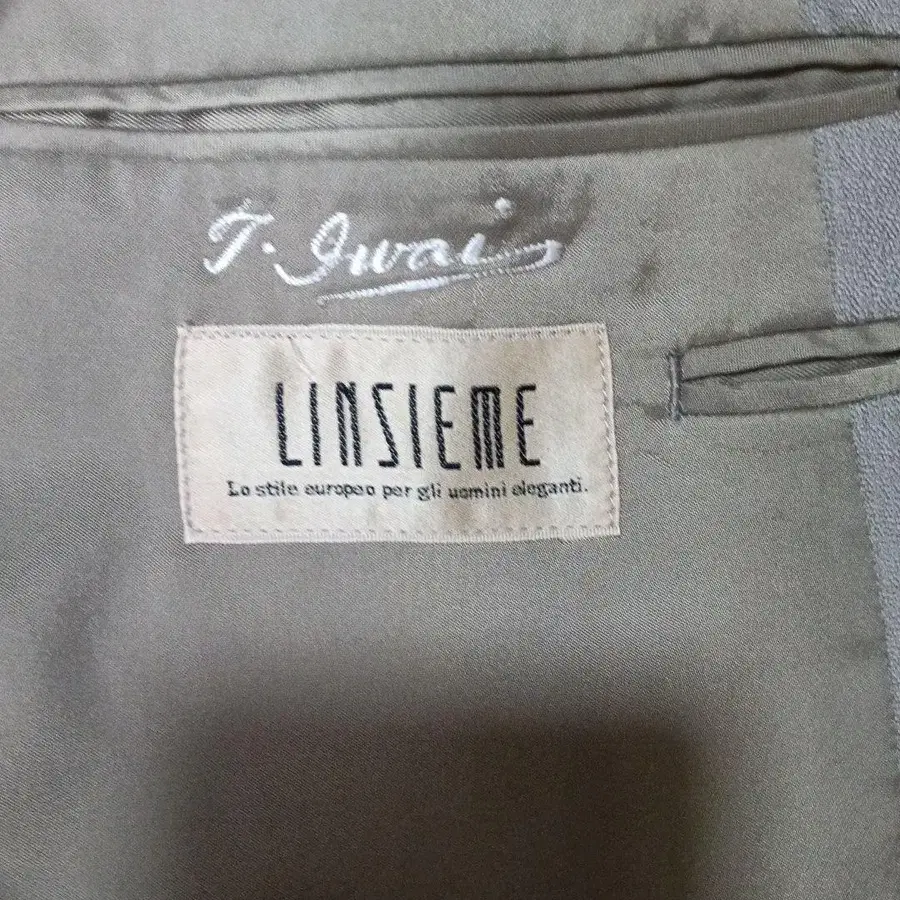 T. Iwai
LINSIEME
Lo stile europeo per gli uomini eleganti.